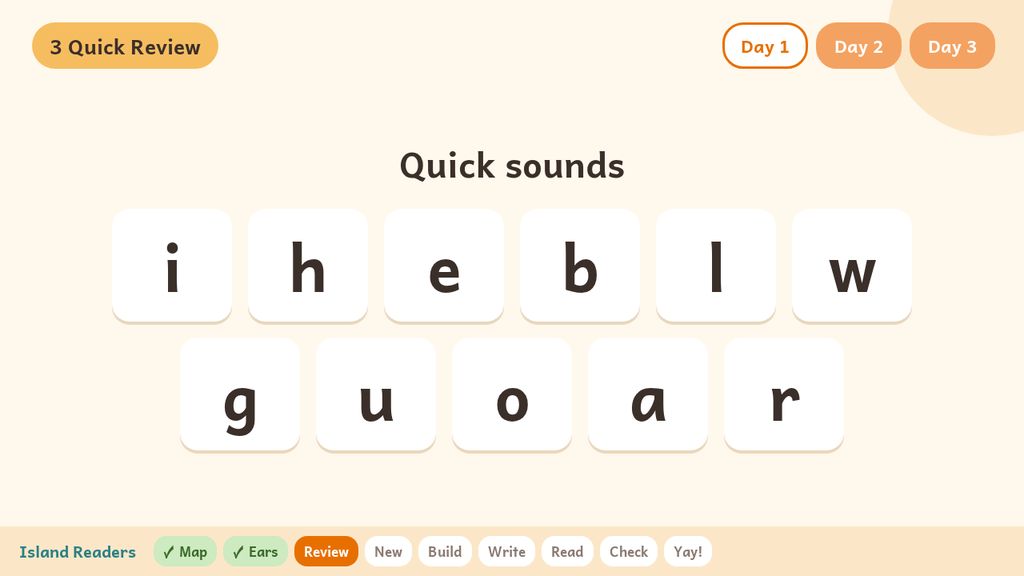 3 Quick Review
Day 1 Day 2 Day 3
Quick sounds
i h e b l w
g u o a r
Island Readers ✓ Map ✓ Ears Review New Build Write Read Check Yay!